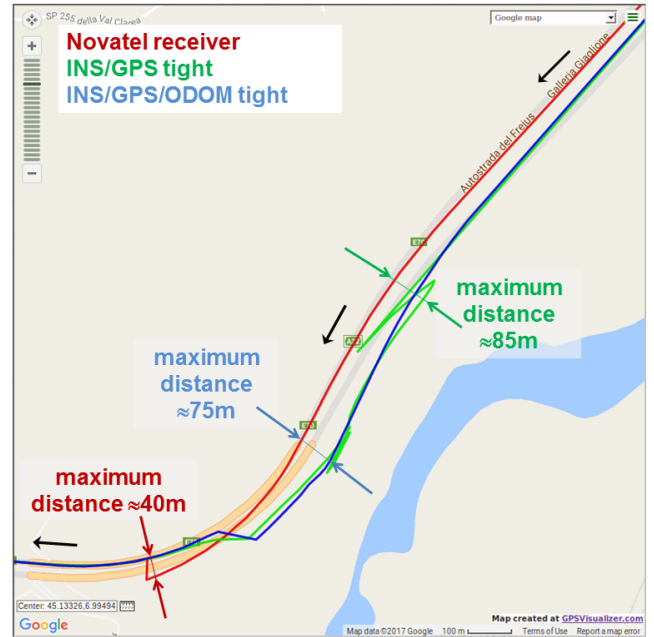 SP 255 della Val Clarea
Google map
Novatel receiver
INS/GPS tight
INS/GPS/ODOM tight
Galleria Giaglione
Autostrada del Frejus
E70
maximum
distance
≈85m
A32
maximum
distance
≈75m
E70
maximum
distance ≈40m
Center: 45.13326,6.99494
Google
Map created at GPSVisualizer.com
Map data ©2017 Google 100 m Terms of Use Report a map error